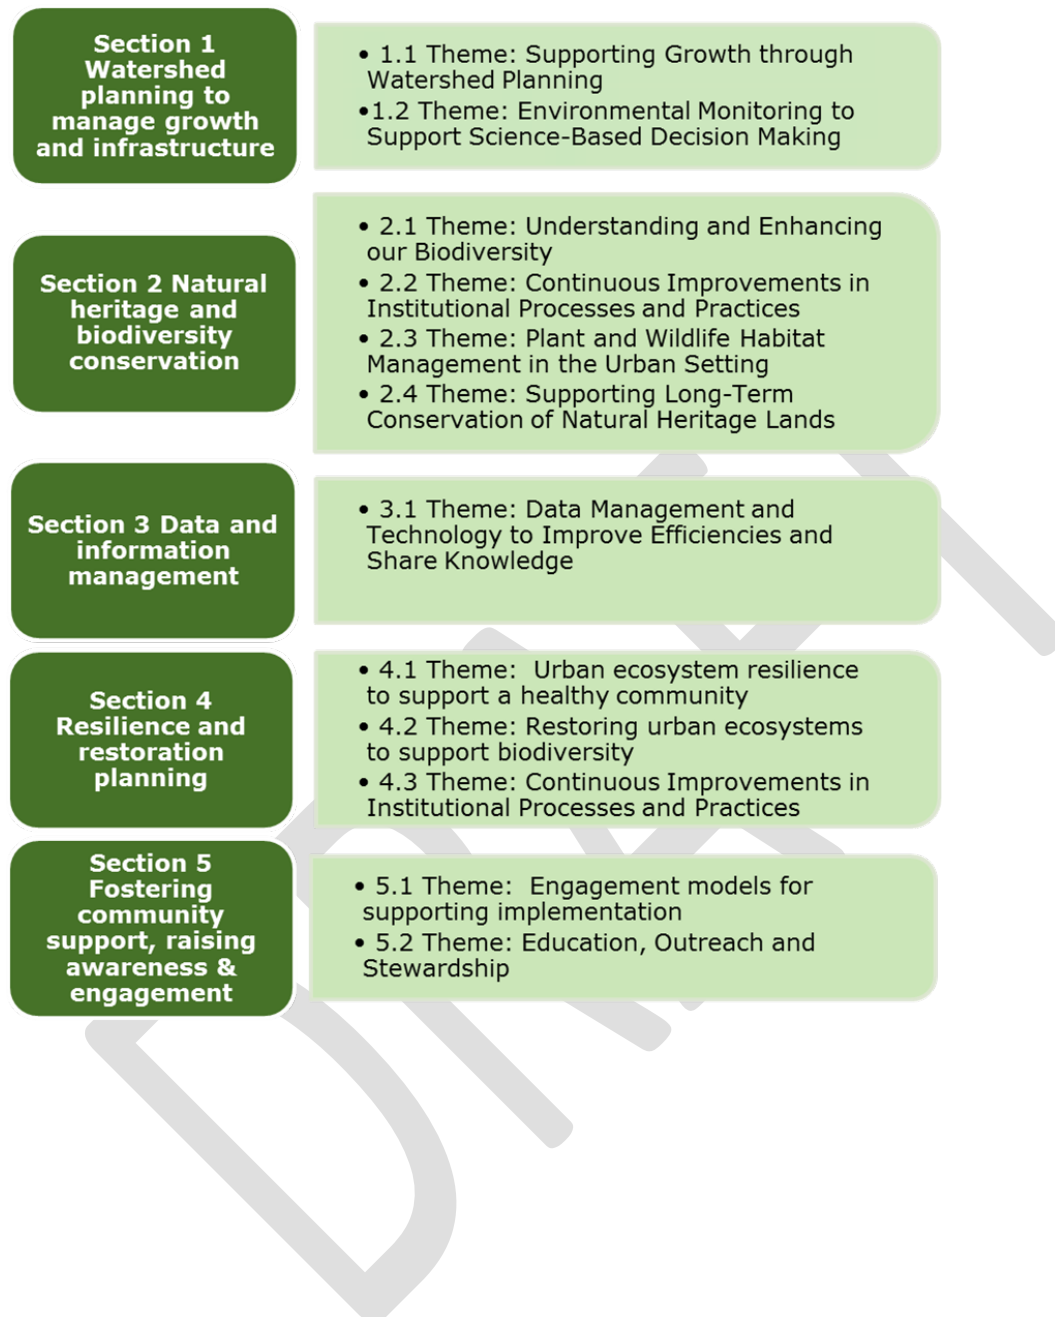 Section 1
Watershed
planning to
manage growth
and infrastructure
• 1.1 Theme: Supporting Growth through
Watershed Planning
•1.2 Theme: Environmental Monitoring to
Support Science-Based Decision Making
Section 2 Natural
heritage and
biodiversity
conservation
• 2.1 Theme: Understanding and Enhancing
our Biodiversity
• 2.2 Theme: Continuous Improvements in
Institutional Processes and Practices
• 2.3 Theme: Plant and Wildlife Habitat
Management in the Urban Setting
• 2.4 Theme: Supporting Long-Term
Conservation of Natural Heritage Lands
Section 3 Data and
information
management
• 3.1 Theme: Data Management and
Technology to Improve Efficiencies and
Share Knowledge
Section 4
Resilience and
restoration
planning
• 4.1 Theme:  Urban ecosystem resilience
to support a healthy community
• 4.2 Theme: Restoring urban ecosystems
to support biodiversity
• 4.3 Theme: Continuous Improvements in
Institutional Processes and Practices
Section 5
Fostering
community
support, raising
awareness &
engagement
• 5.1 Theme:  Engagement models for
supporting implementation
• 5.2 Theme: Education, Outreach and
Stewardship
DRAFT